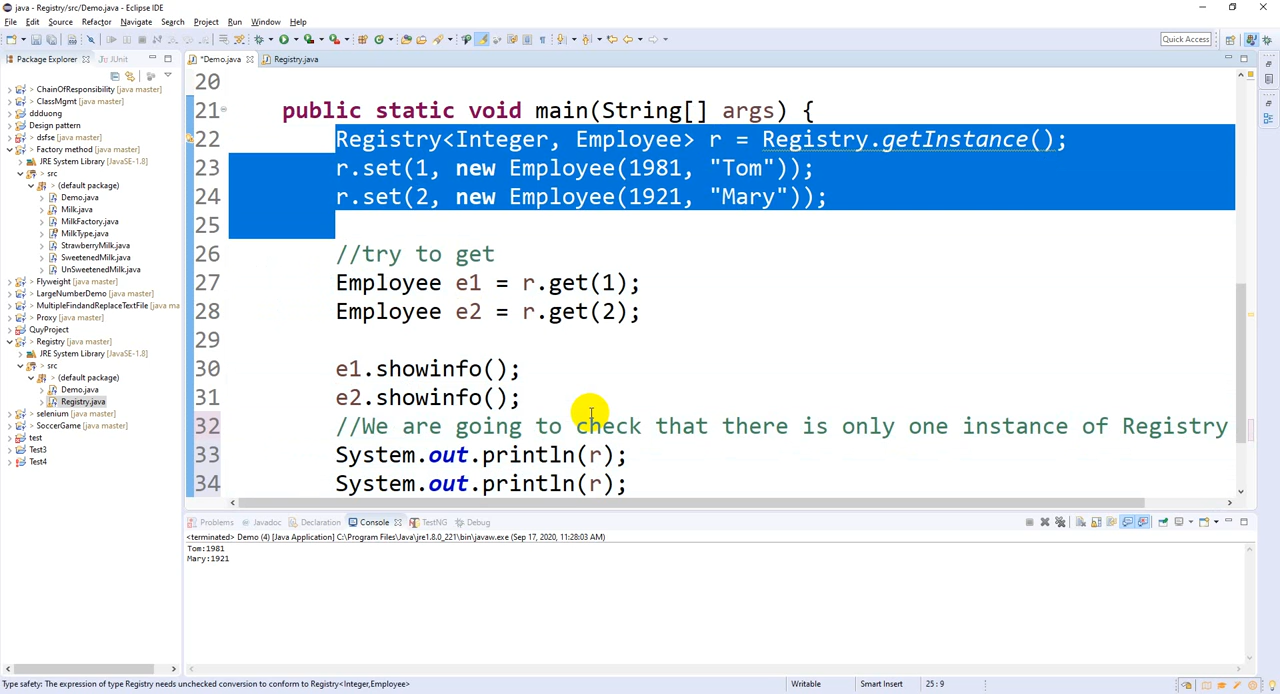 java - Registry/src/Demo.java - Eclipse IDE
File Edit Source Refactor Navigate Search Project Run Window Help
Quick Access
Package Explorer JUnit
*Demo.java Registry.java
> ChainOfResponsibility [java master]
> ClassMgmt [java master]
ddduong
Design pattern
> dsfse [java master]
> Factory method [java master]
JRE System Library [JavaSE-1.8]
> src
> (default package)
> Demo.java
> Milk.java
> MilkFactory.java
> MilkType.java
> StrawberryMilk.java
> SweetenedMilk.java
> UnSweetenedMilk.java
> Flyweight [java master]
> LargeNumberDemo [java master]
> MultipleFindandReplaceTextFile [java ma
> Proxy [java master]
QuyProject
> Registry [java master]
JRE System Library [JavaSE-1.8]
> src
> (default package)
> Demo.java
> Registry.java
> selenium [java master]
> SoccerGame [java master]
test
Test3
Test4
20
21 public static void main(String[] args) {
22 Registry<Integer, Employee> r = Registry.getInstance();
23 r.set(1, new Employee(1981, "Tom"));
24 r.set(2, new Employee(1921, "Mary"));
25
26 //try to get
27 Employee e1 = r.get(1);
28 Employee e2 = r.get(2);
29
30 e1.showinfo();
31 e2.showinfo();
32 //We are going to check that there is only one instance of Registry
33 System.out.println(r);
34 System.out.println(r);
Problems Javadoc Declaration Console TestNG Debug
<terminated> Demo (4) [Java Application] C:\Program Files\Java\jre1.8.0_221\bin\javaw.exe (Sep 17, 2020, 11:28:03 AM)
Tom:1981
Mary:1921
Type safety: The expression of type Registry needs unchecked conversion to conform to Registry<Integer,Employee>
Writable Smart Insert 25 : 9